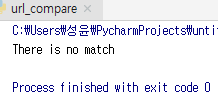 url_compare
C:₩Users₩성윤₩PycharmProjects₩unti
There is no match
Process finished with exit code 0